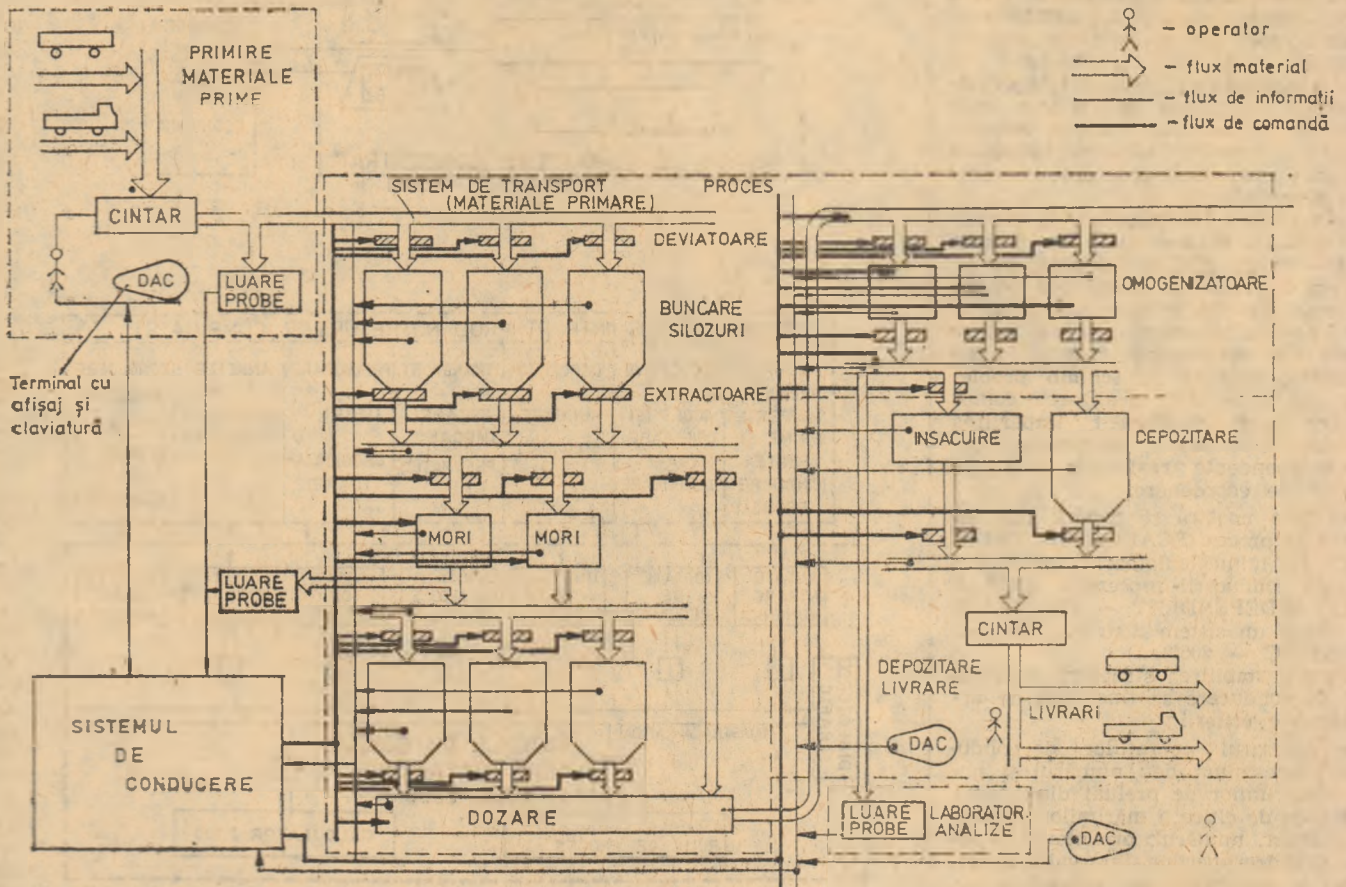 PRIMIRE
MATERIALE
PRIME
CINTAR
DAC
LUARE
PROBE
Terminal cu
afișaj și
claviatură
– operator
– flux material
– flux de informații
– flux de comandă
SISTEM DE TRANSPORT
(MATERIALE PRIMARE)
PROCES
DEVIATOARE
BUNCARE
SILOZURI
EXTRACTOARE
MORI
MORI
LUARE
PROBE
SISTEMUL
DE
CONDUCERE
DOZARE
OMOGENIZATOARE
INSACUIRE
DEPOZITARE
CINTAR
DEPOZITARE
LIVRARE
LIVRARI
DAC
LUARE
PROBE
LABORATOR
ANALIZE
DAC